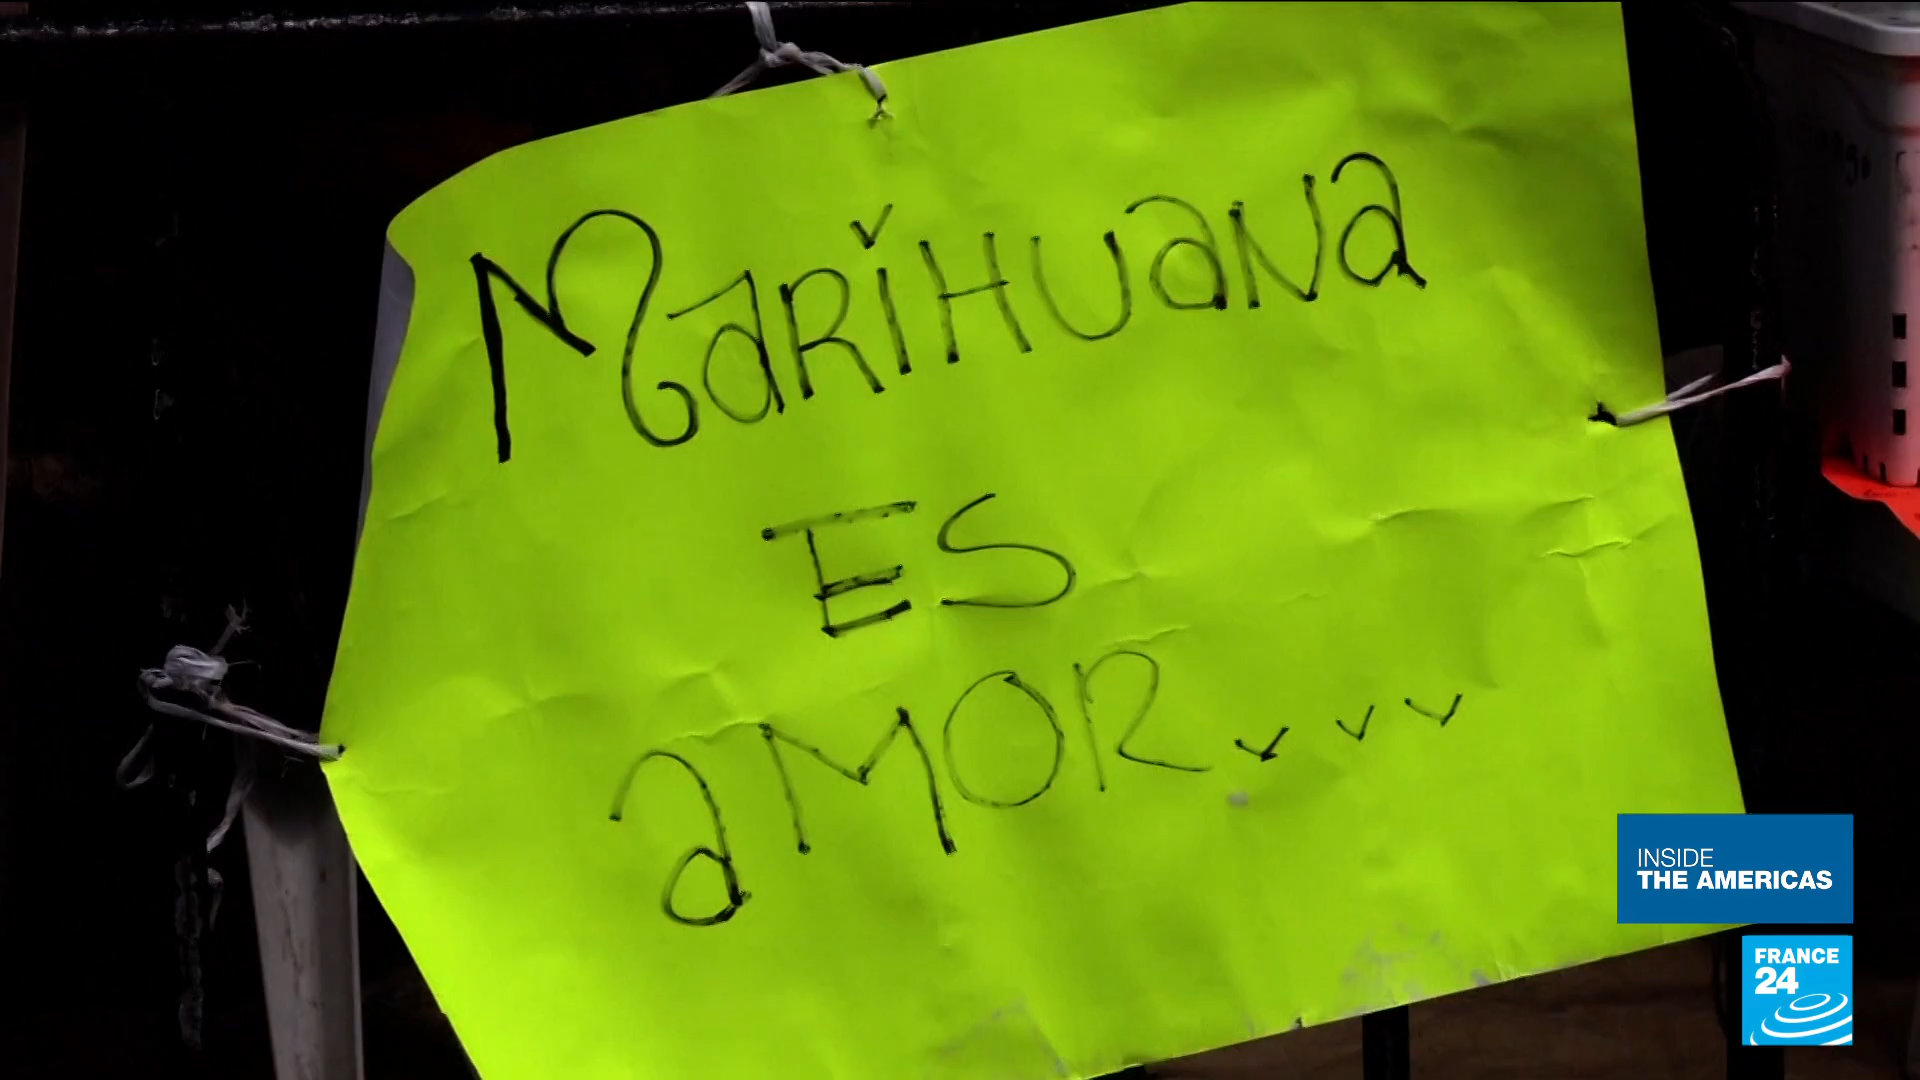 MaRiHUaNa
ES
aMOR....
INSIDE
THE AMERICAS
FRANCE
24